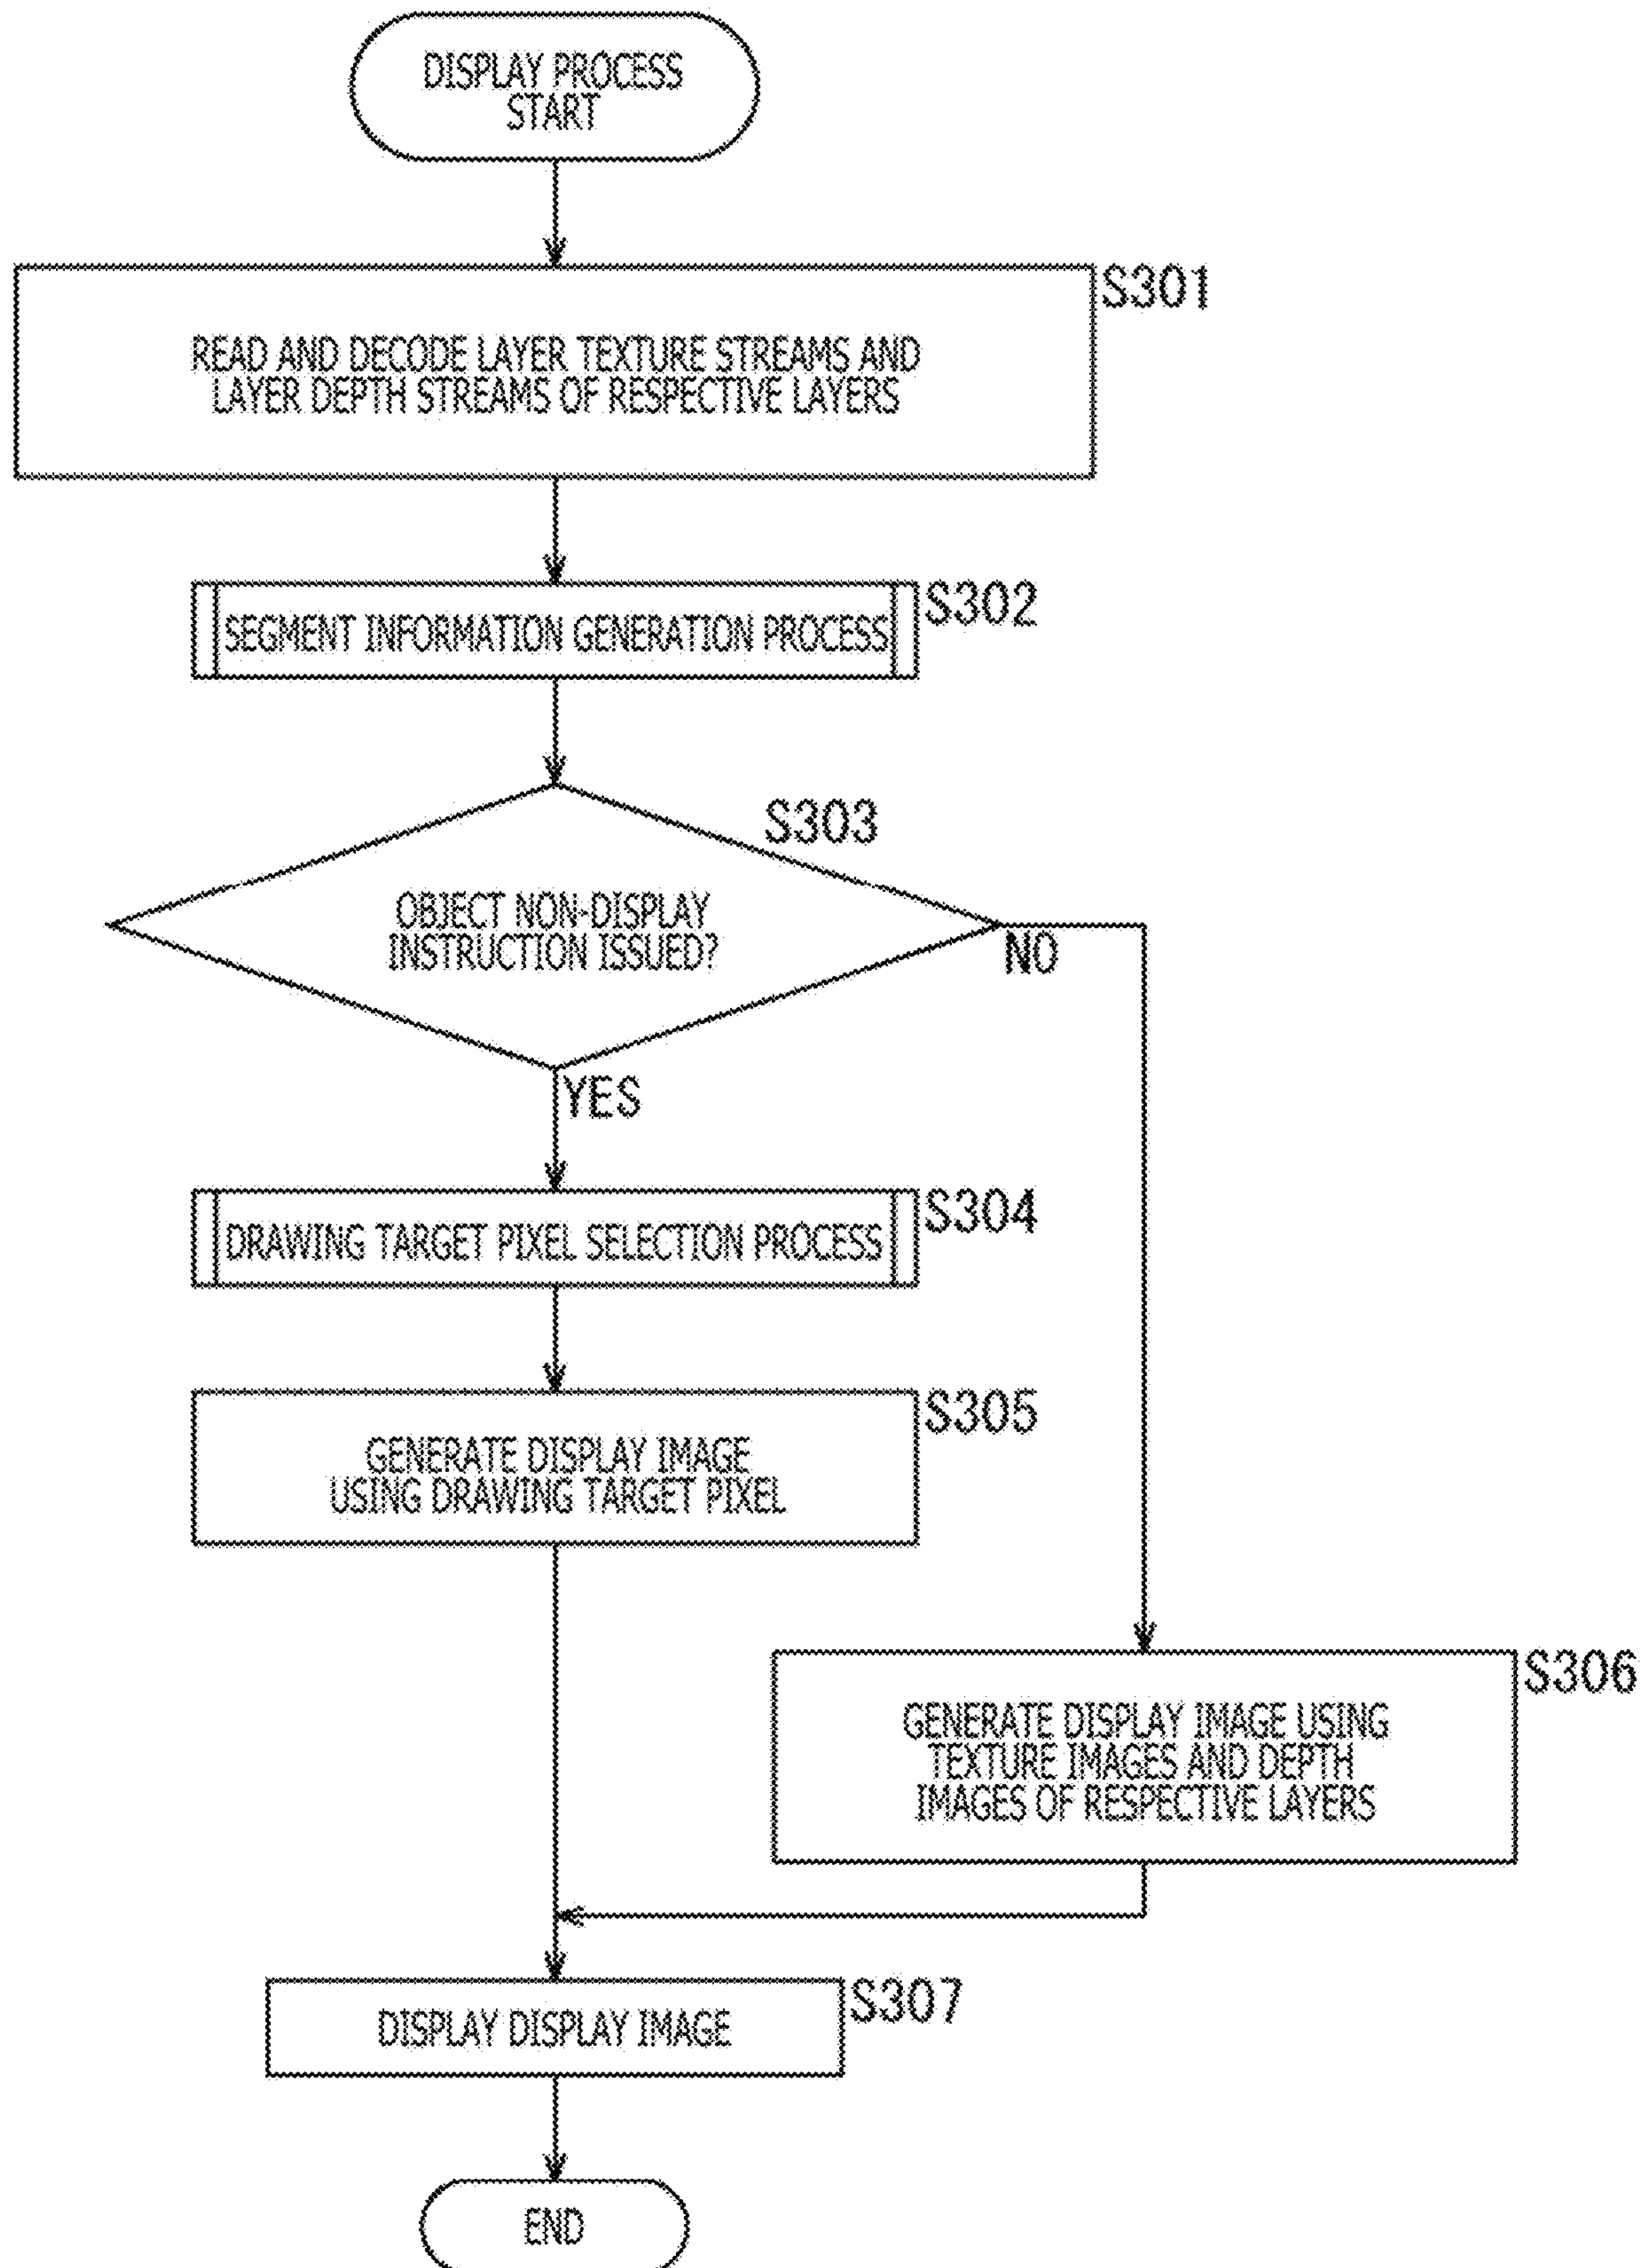 DISPLAY PROCESS
START
S301
READ AND DECODE LAYER TEXTURE STREAMS AND
LAYER DEPTH STREAMS OF RESPECTIVE LAYERS
S302
SEGMENT INFORMATION GENERATION PROCESS
S303
OBJECT NON-DISPLAY
INSTRUCTION ISSUED?
NO
YES
S304
DRAWING TARGET PIXEL SELECTION PROCESS
S305
GENERATE DISPLAY IMAGE
USING DRAWING TARGET PIXEL
S306
GENERATE DISPLAY IMAGE USING
TEXTURE IMAGES AND DEPTH
IMAGES OF RESPECTIVE LAYERS
S307
DISPLAY DISPLAY IMAGE
END